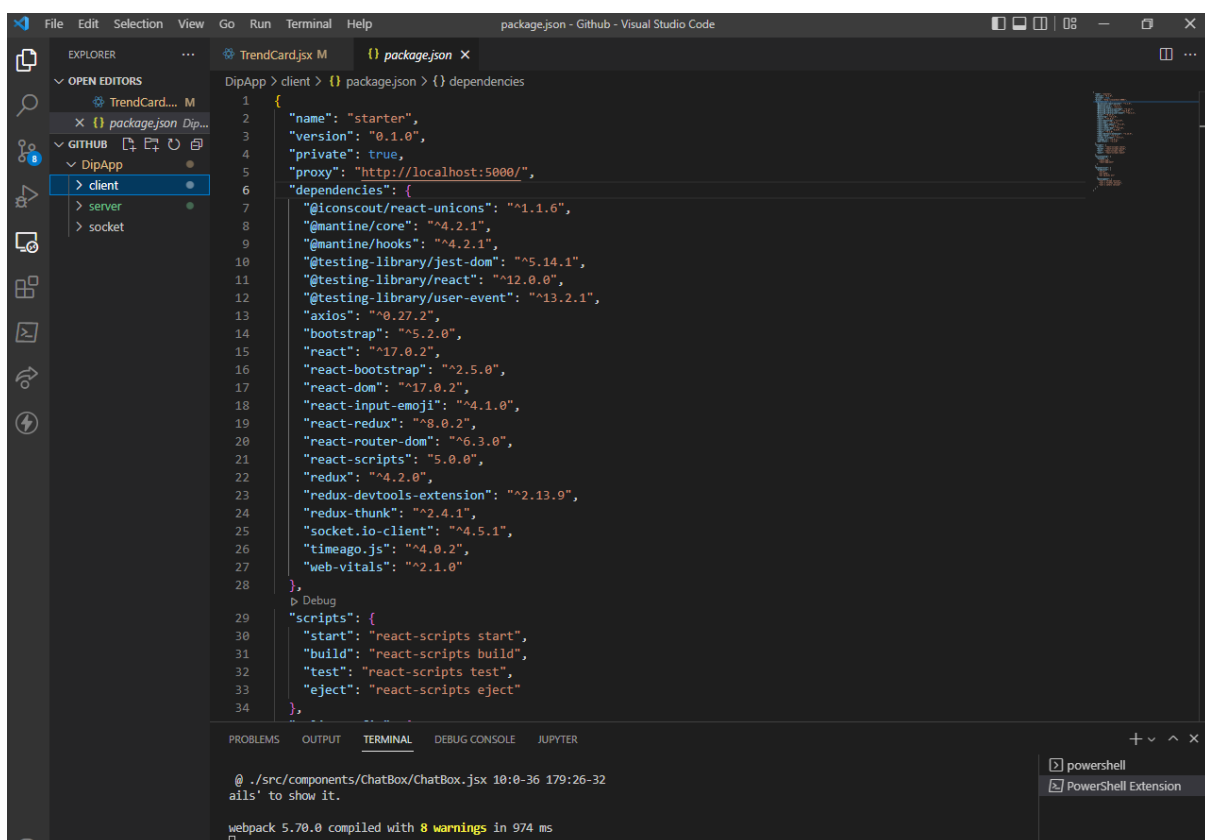 File Edit Selection View Go Run Terminal Help package.json - Github - Visual Studio Code
EXPLORER
OPEN EDITORS
TrendCard.... M
package.json Dip...
GITHUB
DipApp
client
server
socket
8
TrendCard.jsx M {} package.json
DipApp > client > {} package.json > {} dependencies
1 {
2 "name": "starter",
3 "version": "0.1.0",
4 "private": true,
5 "proxy": "http://localhost:5000/",
6 "dependencies": {
7 "@iconscout/react-unicons": "^1.1.6",
8 "@mantine/core": "^4.2.1",
9 "@mantine/hooks": "^4.2.1",
10 "@testing-library/jest-dom": "^5.14.1",
11 "@testing-library/react": "^12.0.0",
12 "@testing-library/user-event": "^13.2.1",
13 "axios": "^0.27.2",
14 "bootstrap": "^5.2.0",
15 "react": "^17.0.2",
16 "react-bootstrap": "^2.5.0",
17 "react-dom": "^17.0.2",
18 "react-input-emoji": "^4.1.0",
19 "react-redux": "^8.0.2",
20 "react-router-dom": "^6.3.0",
21 "react-scripts": "5.0.0",
22 "redux": "^4.2.0",
23 "redux-devtools-extension": "^2.13.9",
24 "redux-thunk": "^2.4.1",
25 "socket.io-client": "^4.5.1",
26 "timeago.js": "^4.0.2",
27 "web-vitals": "^2.1.0"
28 },
Debug
29 "scripts": {
30 "start": "react-scripts start",
31 "build": "react-scripts build",
32 "test": "react-scripts test",
33 "eject": "react-scripts eject"
34 },
PROBLEMS OUTPUT TERMINAL DEBUG CONSOLE JUPYTER
@ ./src/components/ChatBox/ChatBox.jsx 10:0-36 179:26-32
ails' to show it.
webpack 5.70.0 compiled with 8 warnings in 974 ms
powershell
PowerShell Extension